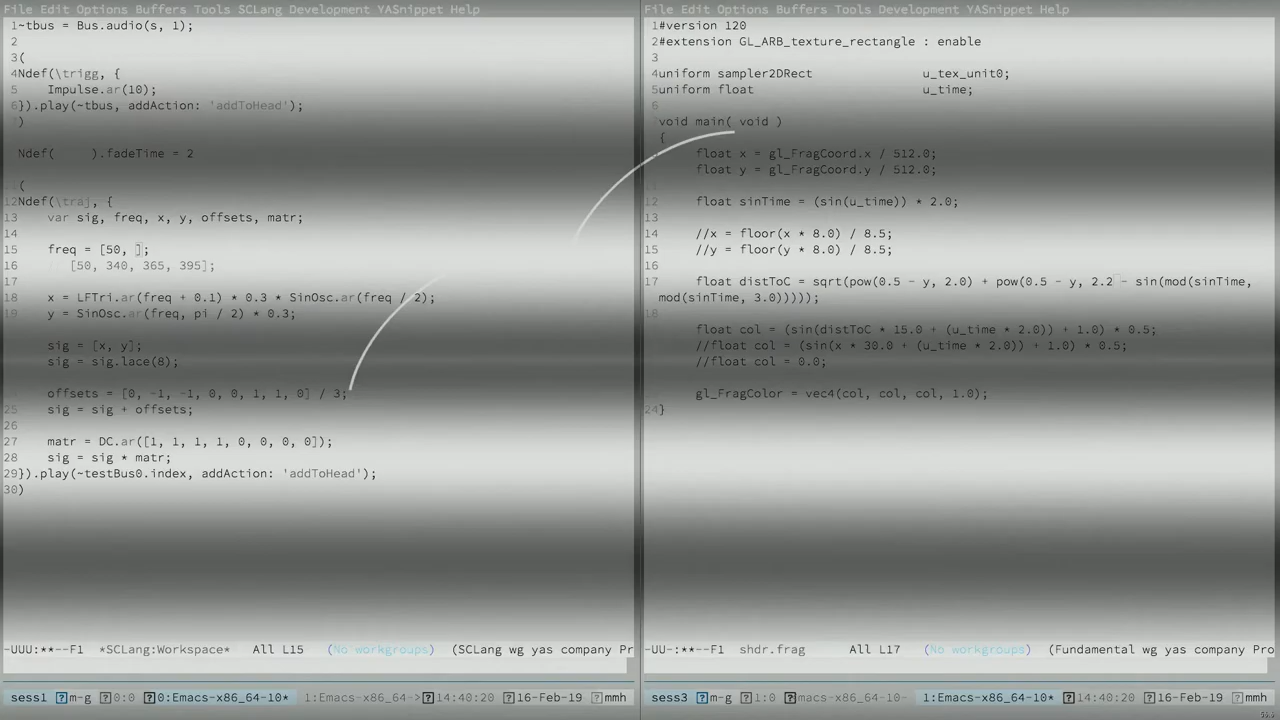 File Edit Options Buffers Tools SCLang Development YASnippet Help
1~tbus = Bus.audio(s, 1);
2
3(
4Ndef(\trigg, {
5    Impulse.ar(10);
6}).play(~tbus, addAction: 'addToHead');
7)
Ndef(     ).fadeTime = 2
(
12Ndef(\traj, {
13    var sig, freq, x, y, offsets, matr;
14
15    freq = [50, ];
16       [50, 340, 365, 395];
17
18    x = LFTri.ar(freq + 0.1) * 0.3 * SinOsc.ar(freq / 2);
19    y = SinOsc.ar(freq, pi / 2) * 0.3;
sig = [x, y];
sig = sig.lace(8);
offsets = [0, -1, -1, 0, 0, 1, 1, 0] / 3;
25    sig = sig + offsets;
26
27    matr = DC.ar([1, 1, 1, 1, 0, 0, 0, 0]);
28    sig = sig * matr;
29}).play(~testBus0.index, addAction: 'addToHead');
30)
-UUU:**--F1  *SCLang:Workspace*   All L15   (No workgroups)  (SCLang wg yas company Pr
sess1 m-g 0:0 0:Emacs-x86_64-10* 1:Emacs-x86_64-> 14:40:20 16-Feb-19 mmh
File Edit Options Buffers Tools Development YASnippet Help
1#version 120
2#extension GL_ARB_texture_rectangle : enable
3
4uniform sampler2DRect               u_tex_unit0;
5uniform float                       u_time;
6
void main( void )
{
float x = gl_FragCoord.x / 512.0;
float y = gl_FragCoord.y / 512.0;
12    float sinTime = (sin(u_time)) * 2.0;
13
14    //x = floor(x * 8.0) / 8.5;
15    //y = floor(y * 8.0) / 8.5;
16
17    float distToC = sqrt(pow(0.5 - y, 2.0) + pow(0.5 - y, 2.2 - sin(mod(sinTime,
mod(sinTime, 3.0)))));
18
float col = (sin(distToC * 15.0 + (u_time * 2.0)) + 1.0) * 0.5;
//float col = (sin(x * 30.0 + (u_time * 2.0)) + 1.0) * 0.5;
//float col = 0.0;
gl_FragColor = vec4(col, col, col, 1.0);
24}
-UU-:**--F1  shdr.frag      All L17   (No workgroups)  (Fundamental wg yas company Pro
sess3 m-g 1:0 macs-x86_64-10- 1:Emacs-x86_64-10* 14:40:20 16-Feb-19 mmh